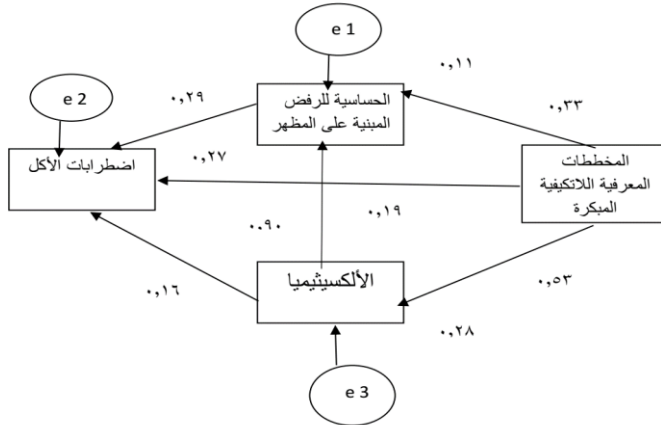 e 1
٠,١١
e 2
٠,٢٩
الحساسية للرفض
المبنية على المظهر
٠,٣٣
اضطرابات الأكل
٠,٢٧
المخططات
المعرفية اللاتكيفية
المبكرة
٠.٩٠
٠,١٩
الألكسيثيميا
٠,١٦
٠,٥٣
٠,٢٨
e 3